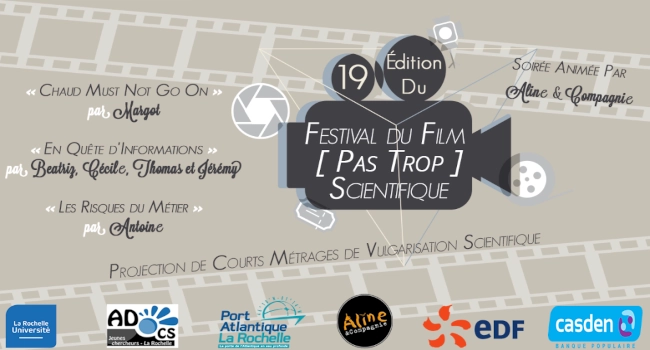 19
Édition
Du
Festival du Film
[ Pas Trop ]
Scientifique
« Chaud Must Not Go On »
par Margot
« En Quête d'Informations »
par Beatriz, Cécile, Thomas et Jérémy
« Les Risques du Métier »
par Antoine
Soirée Animée Par
Aline & Compagnie
Projection de Courts Métrages de Vulgarisation Scientifique
La Rochelle
Université
ADOCS
Jeunes
chercheurs - La Rochelle
Port
Atlantique
La Rochelle
Aline
&Compagnie
edf
casden
BANQUE POPULAIRE